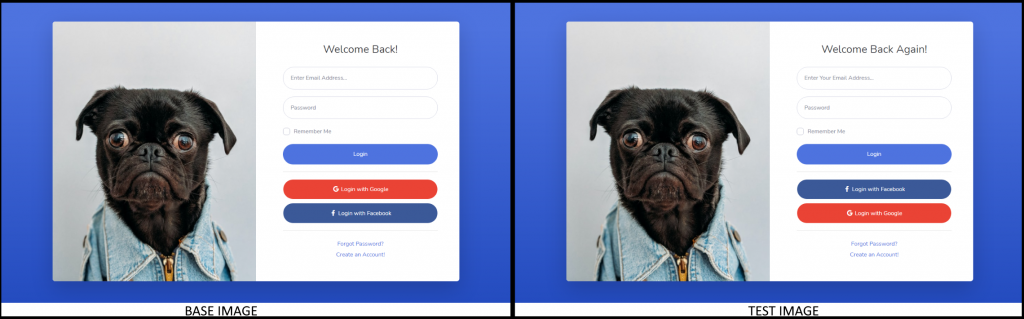 Welcome Back!
Enter Email Address...
Password
Remember Me
Login
Login with Google
Login with Facebook
Forgot Password?
Create an Account!
BASE IMAGE
Welcome Back Again!
Enter Your Email Address...
Password
Remember Me
Login
Login with Facebook
Login with Google
Forgot Password?
Create an Account!
TEST IMAGE